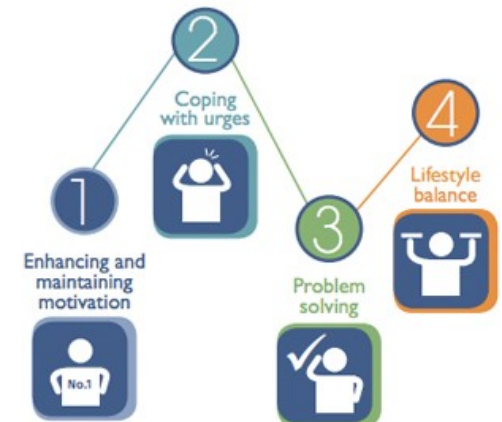 1
Enhancing and
maintaining
motivation
No.1
2
Coping
with urges
3
Problem
solving
4
Lifestyle
balance